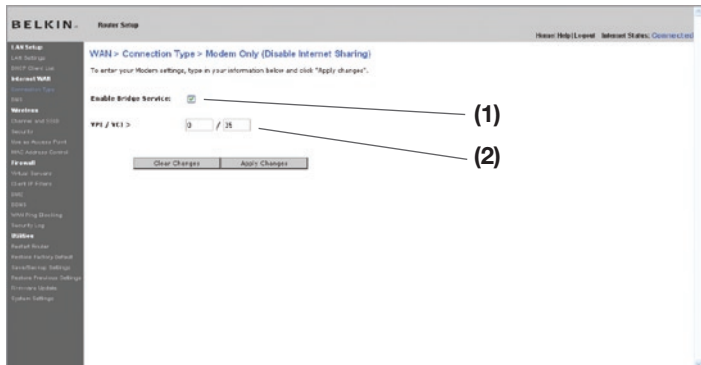 BELKIN
Router Setup
Home| Help| Logout Internet Status: Connected
LAN Setup
LAN Settings
DHCP Client List
Internet WAN
Connection Type
DNS
Wireless
Channel and SSID
Security
Use as Access Point
MAC Address Control
Firewall
Virtual Servers
Client IP Filters
DMZ
DDNS
WAN Ping Blocking
Security Log
Utilities
Restart Router
Restore Factory Default
Save/Backup Settings
Restore Previous Settings
Firmware Update
System Settings
WAN > Connection Type > Modem Only (Disable Internet Sharing)
To enter your Modem settings, type in your information below and click "Apply changes".
Enable Bridge Service:
VPI / VCI > 0 / 35
Clear Changes Apply Changes
(1)
(2)